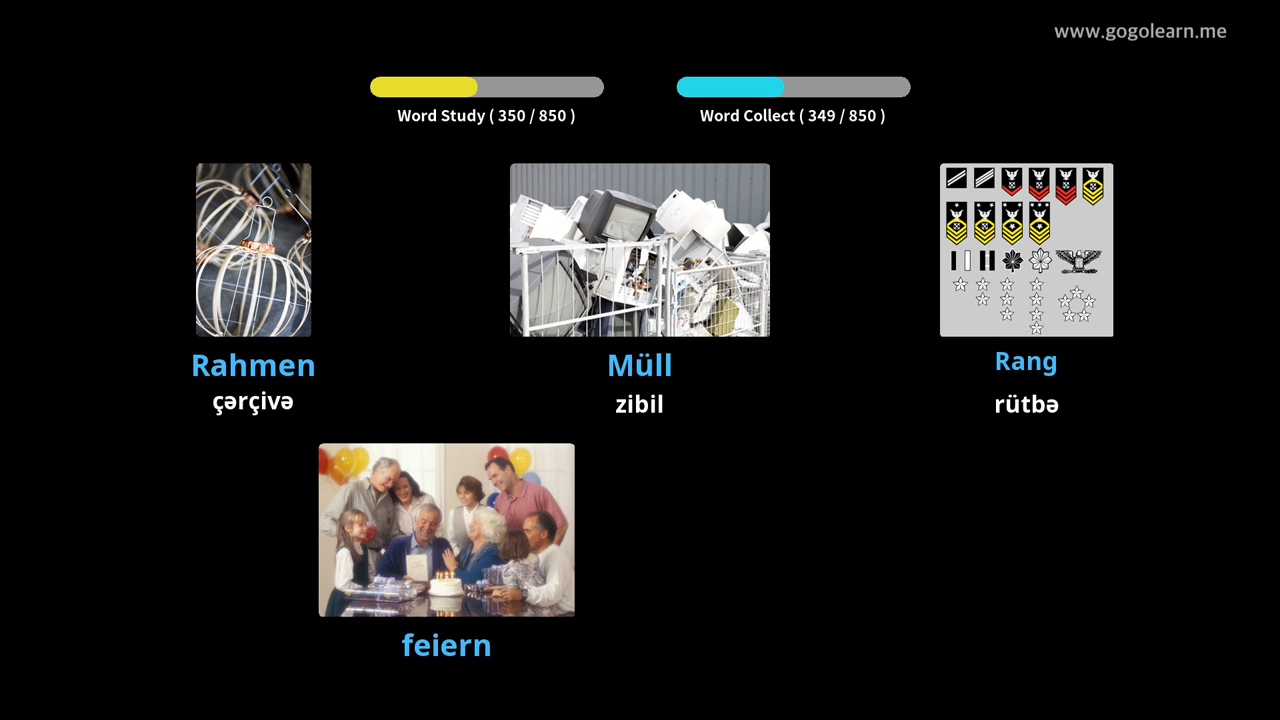 www.gogolearn.me
Word Study ( 350 / 850 )
Word Collect ( 349 / 850 )
Rahmen
çərçivə
Müll
zibil
Rang
rütbə
feiern